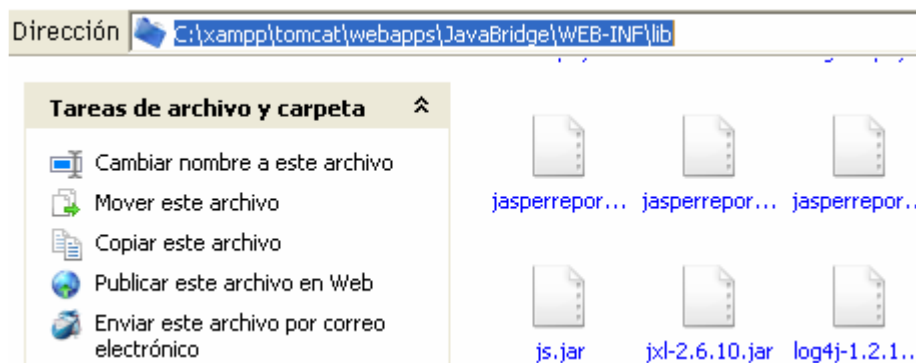 Dirección C:\xampp\tomcat\webapps\JavaBridge\WEB-INF\lib
Tareas de archivo y carpeta
Cambiar nombre a este archivo
Mover este archivo
Copiar este archivo
Publicar este archivo en Web
Enviar este archivo por correo
electrónico
jasperrepor... jasperrepor... jasperrepor..
js.jar jxl-2.6.10.jar log4j-1.2.1..